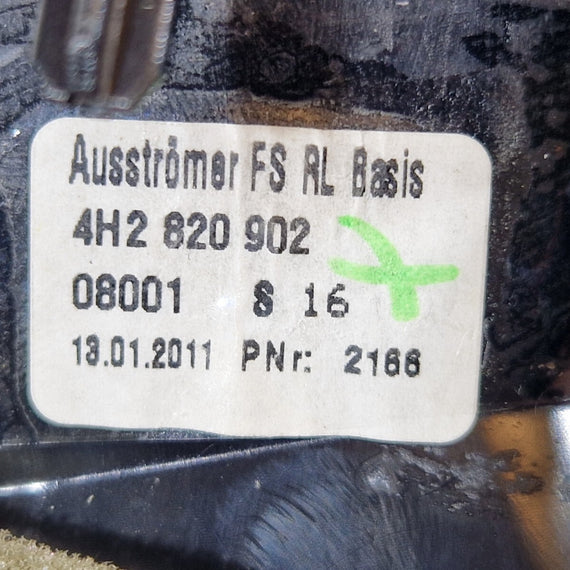 Ausströmer FS RL Basis
4H2 820 902
08001 S 16
13.01.2011 PNr: 2166